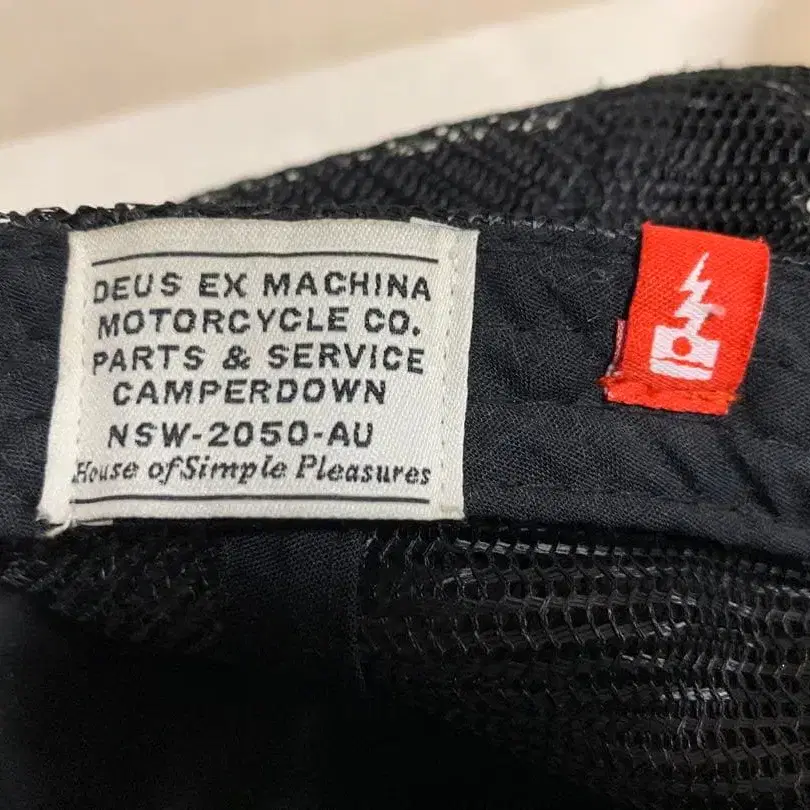 DEUS EX MACHINA
MOTORCYCLE CO.
PARTS & SERVICE
CAMPERDOWN
NSW-2050-AU
House of Simple Pleasures